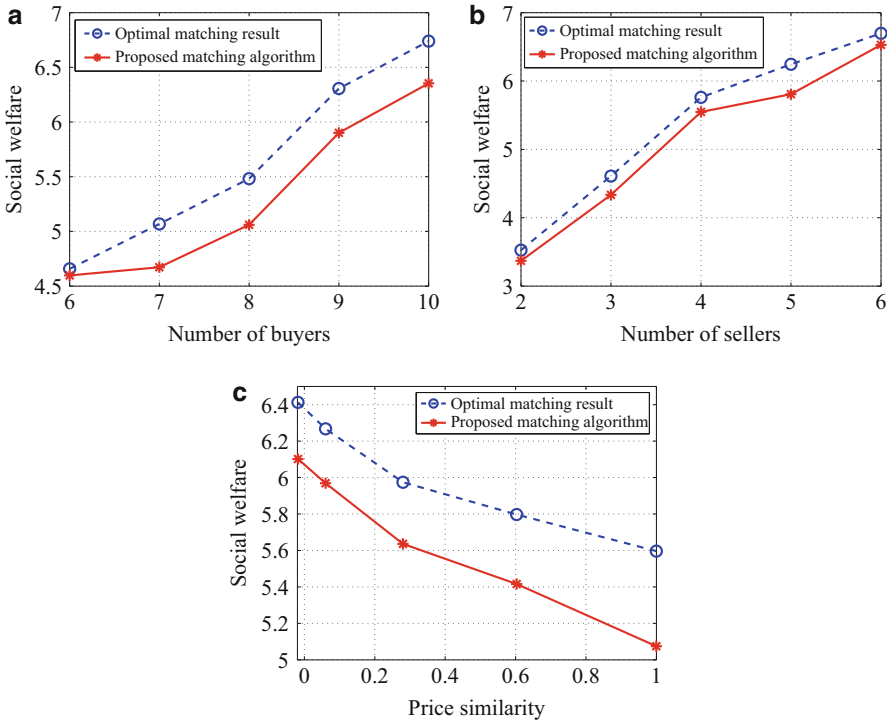 a
7
6.5
6
5.5
5
4.5
6
7
8
9
10
Social welfare
Number of buyers
Optimal matching result
Proposed matching algorithm
b
7
6
5
4
3
2
3
4
5
6
Social welfare
Number of sellers
Optimal matching result
Proposed matching algorithm
c
6.4
6.2
6
5.8
5.6
5.4
5.2
5
0
0.2
0.4
0.6
0.8
1
Social welfare
Price similarity
Optimal matching result
Proposed matching algorithm